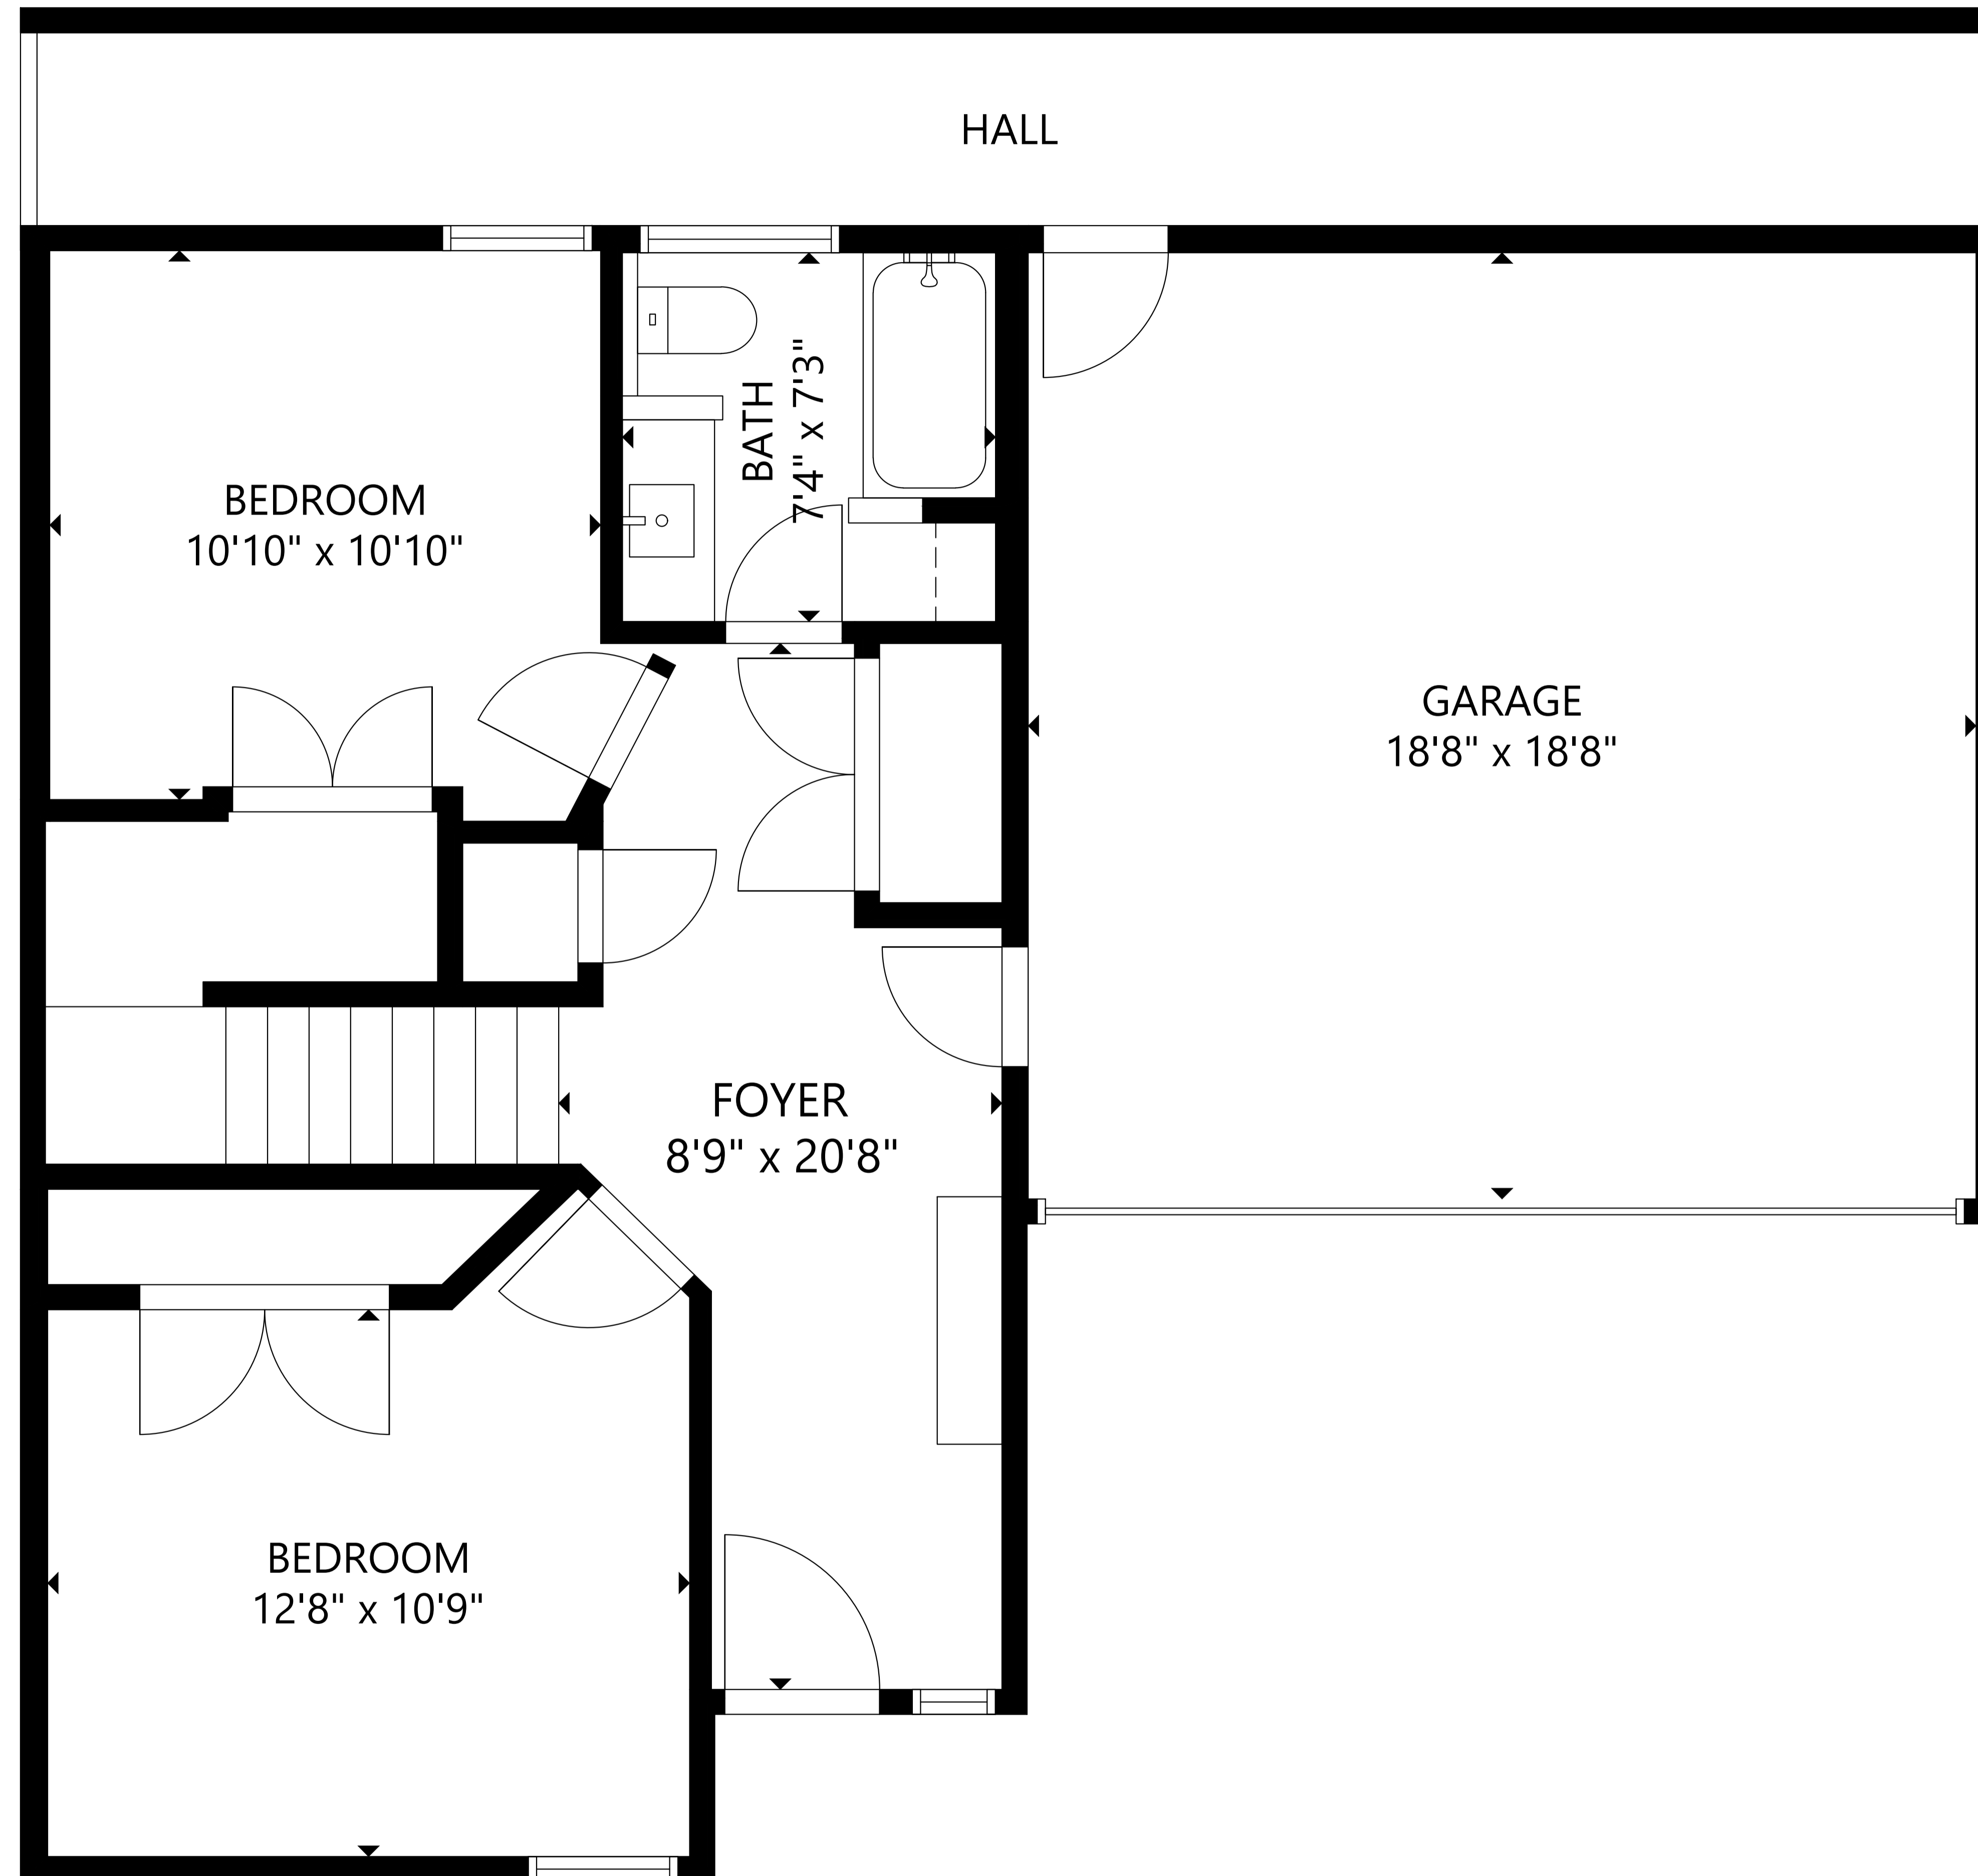 HALL
BATH
7'4" x 7'3"
BEDROOM
10'10" x 10'10"
GARAGE
18'8" x 18'8"
FOYER
8'9" x 20'8"
BEDROOM
12'8" x 10'9"